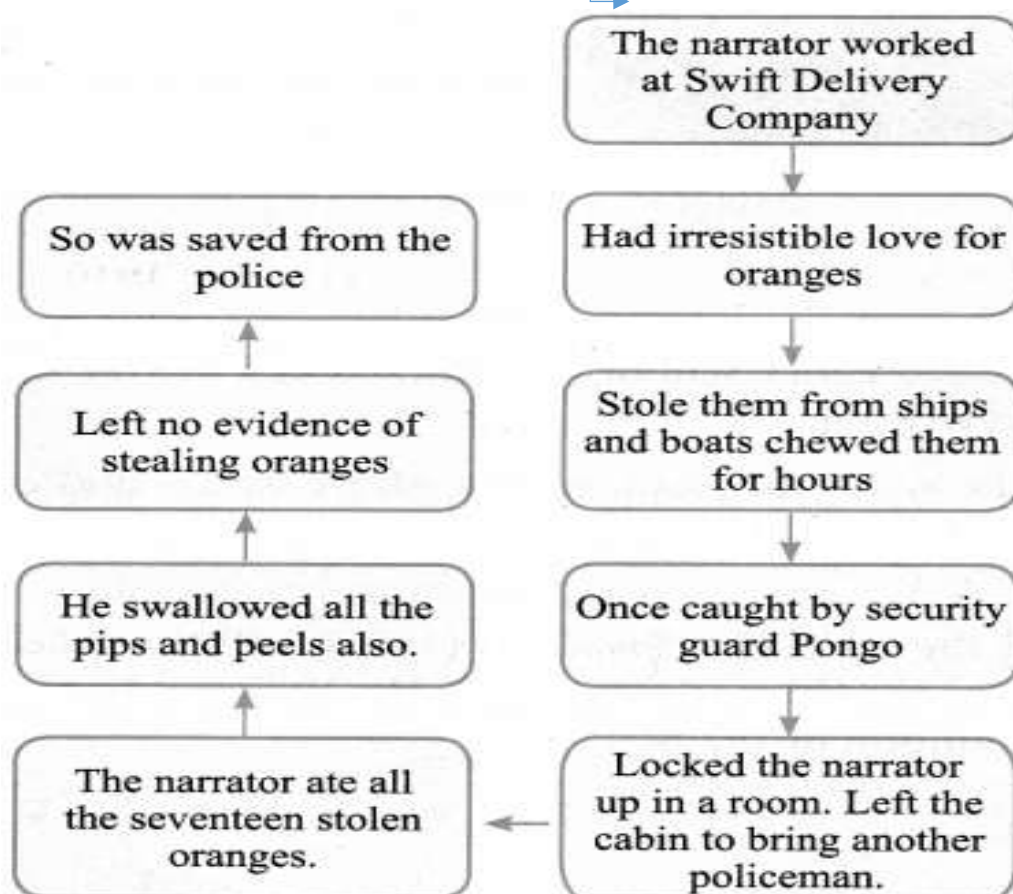 The narrator worked
at Swift Delivery
Company
Had irresistible love for
oranges
Stole them from ships
and boats chewed them
for hours
Once caught by security
guard Pongo
Locked the narrator
up in a room. Left the
cabin to bring another
policeman.
The narrator ate all
the seventeen stolen
oranges.
He swallowed all the
pips and peels also.
Left no evidence of
stealing oranges
So was saved from the
police